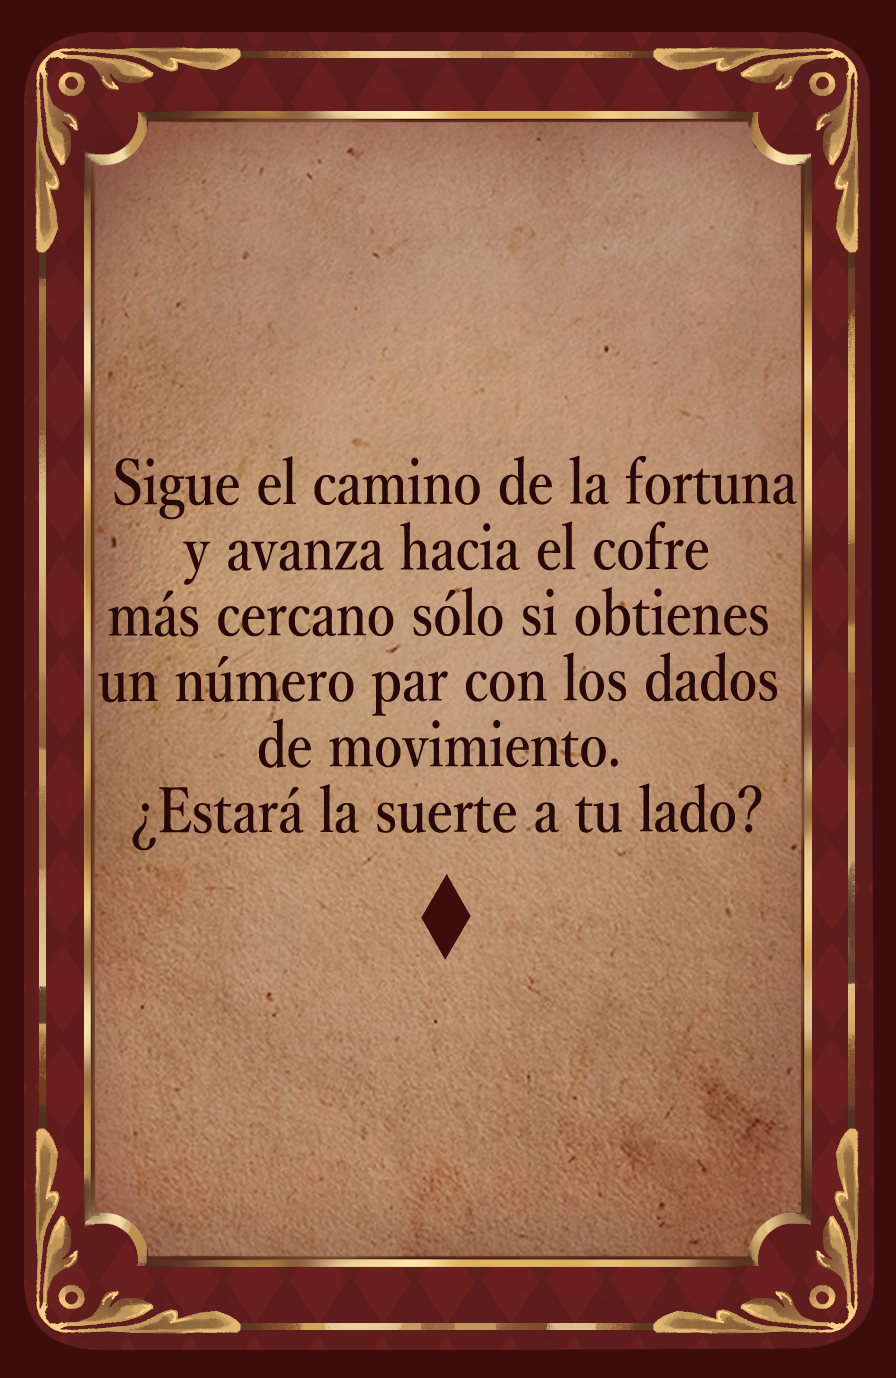 Sigue el camino de la fortuna
y avanza hacia el cofre
más cercano sólo si obtienes
un número par con los dados
de movimiento.
¿Estará la suerte a tu lado?